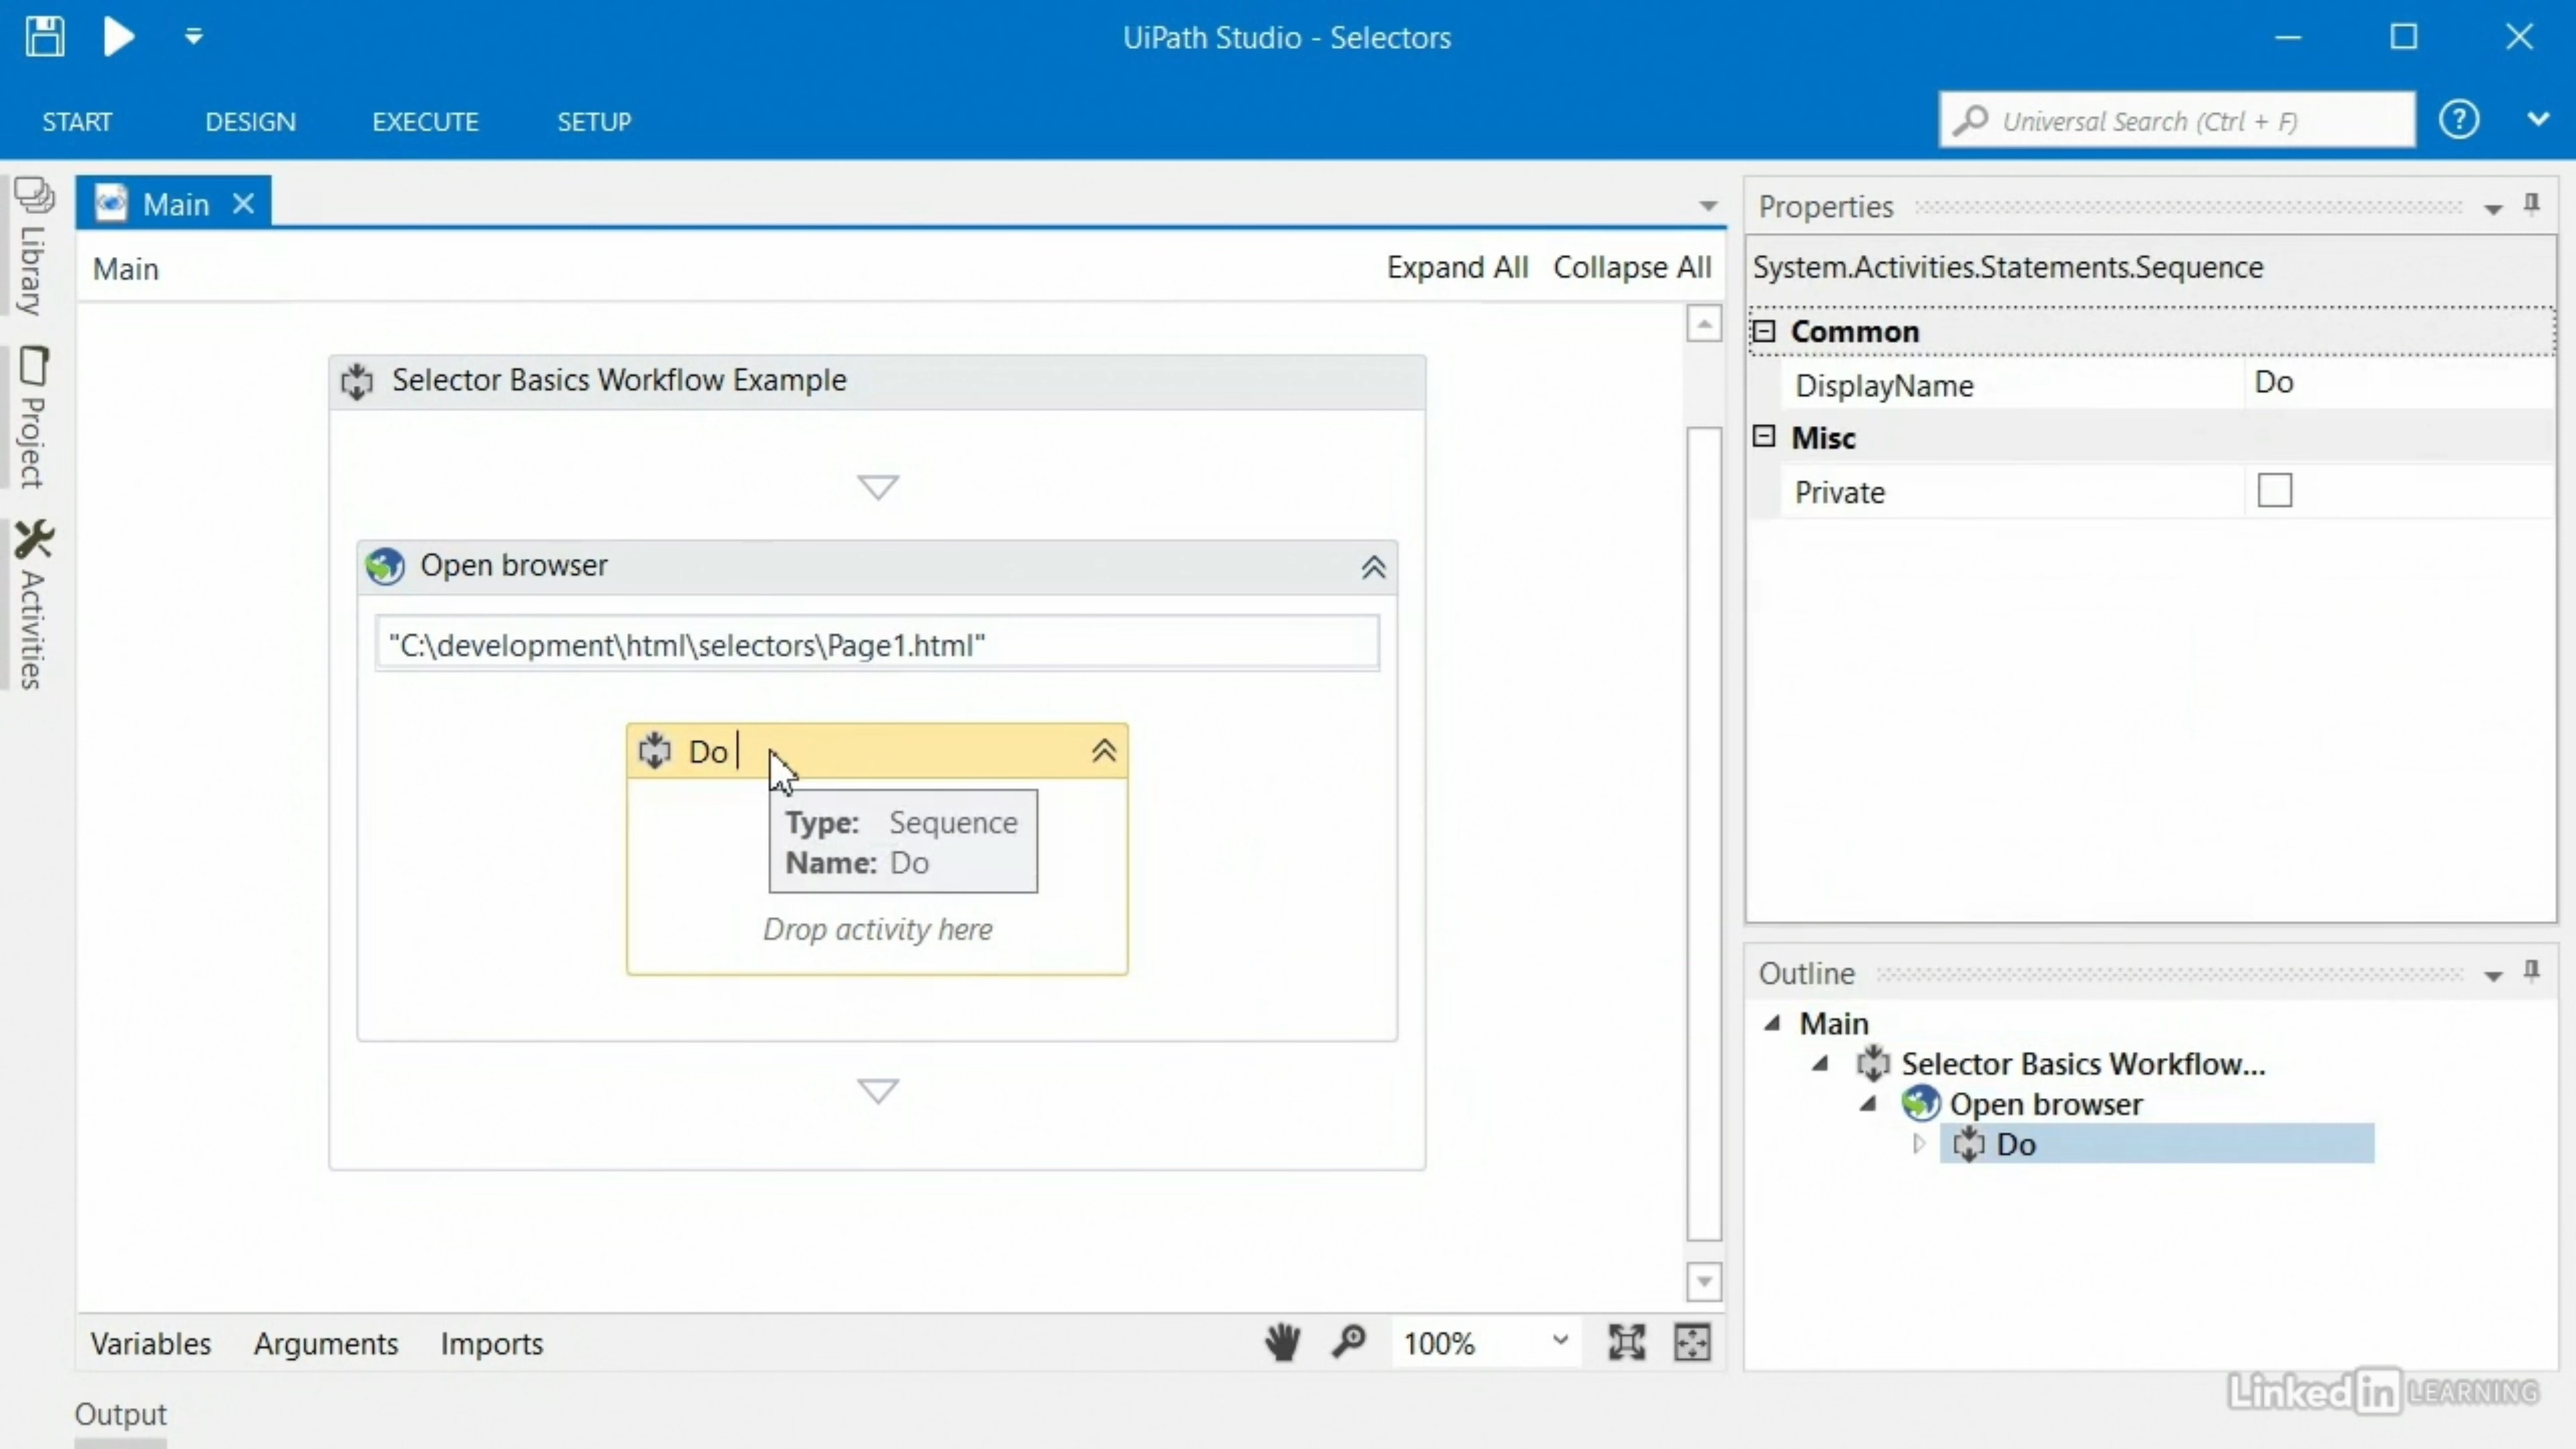 UiPath Studio - Selectors
START DESIGN EXECUTE SETUP
Universal Search (Ctrl + F)
?
Library
Project
Activities
Main
Main
Expand All Collapse All
Selector Basics Workflow Example
Open browser
"C:\development\html\selectors\Page1.html"
Do
Type: Sequence
Name: Do
Drop activity here
Variables Arguments Imports
100%
Output
Properties
System.Activities.Statements.Sequence
Common
DisplayName Do
Misc
Private
Outline
Main
Selector Basics Workflow...
Open browser
Do
Linked in LEARNING